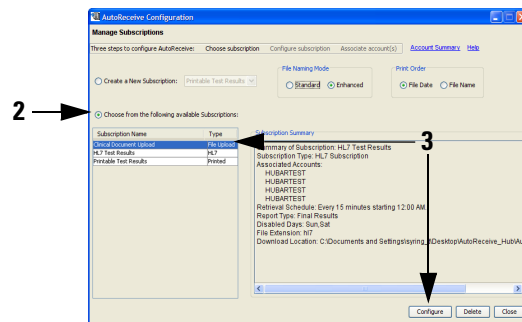 AutoReceive Configuration
Manage Subscriptions
Three steps to configure AutoReceive: Choose subscription Configure subscription Associate account(s) Account Summary Help
File Naming Mode
Print Order
Create a New Subscription: Printable Test Results
Standard Enhanced
File Date File Name
2
Choose from the following available Subscriptions:
Subscription Name Type
Clinical Document Upload File Upload
HL7 Test Results HL7
Printable Test Results Printed
Subscription Summary
3
Summary of Subscription: HL7 Test Results
Subscription Type: HL7 Subscription
Associated Accounts:
HUBARTEST
HUBARTEST
HUBARTEST
HUBARTEST
Retrieval Schedule: Every 15 minutes starting 12:00 AM.
Report Type: Final Results
Disabled Days: Sun,Sat
File Extension: hl7
Download Location: C:\Documents and
Configure Delete Close